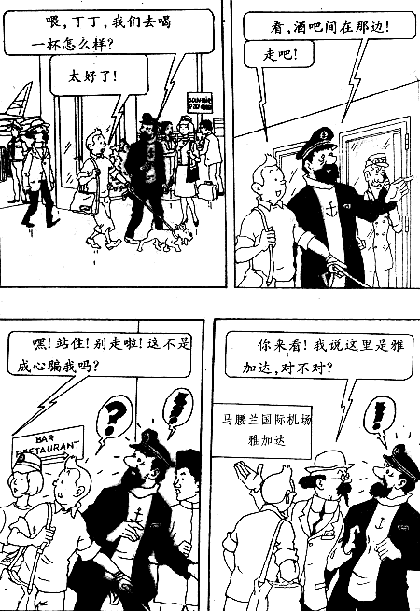 喂，丁丁，我们去喝
一杯怎么样？
太好了！
看，酒吧间在那边！
走吧！
嘿！站住！别走啦！这不是
成心骗我吗？
?
!
BAR
RESTAURANT
你来看！我说这里是雅
加达，对不对？
!
马腰兰国际机场
雅加达